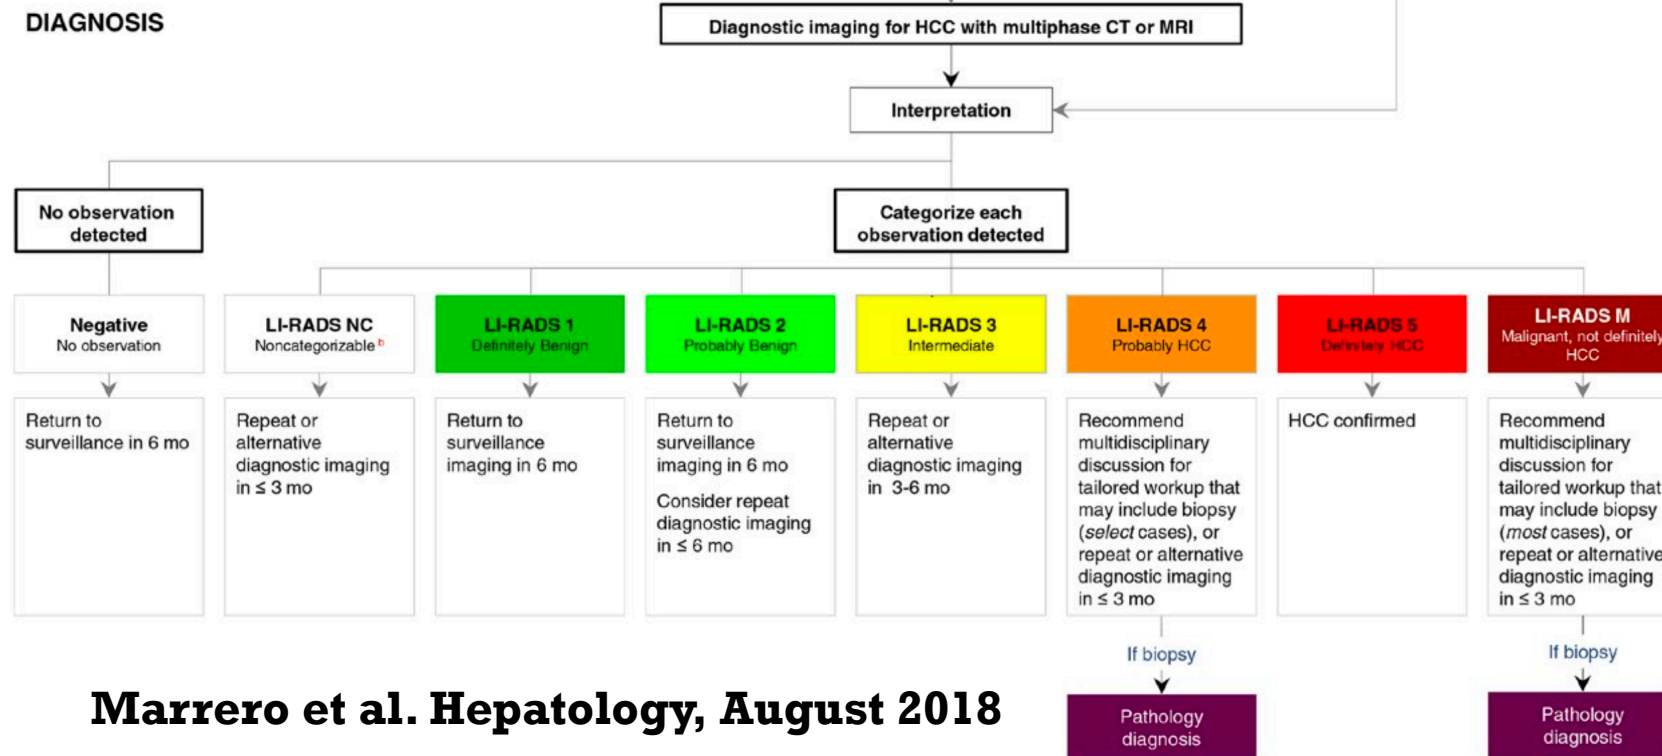 DIAGNOSIS
Diagnostic imaging for HCC with multiphase CT or MRI
Interpretation
No observation
detected
Categorize each
observation detected
Negative
No observation
LI-RADS NC
Noncategorizable b
LI-RADS 1
Definitely Benign
LI-RADS 2
Probably Benign
LI-RADS 3
Intermediate
LI-RADS 4
Probably HCC
LI-RADS 5
Definitely HCC
LI-RADS M
Malignant, not definitely
HCC
Return to
surveillance in 6 mo
Repeat or
alternative
diagnostic imaging
in ≤ 3 mo
Return to
surveillance
imaging in 6 mo
Return to
surveillance
imaging in 6 mo
Consider repeat
diagnostic imaging
in ≤ 6 mo
Repeat or
alternative
diagnostic imaging
in 3-6 mo
Recommend
multidisciplinary
discussion for
tailored workup that
may include biopsy
(select cases), or
repeat or alternative
diagnostic imaging
in ≤ 3 mo
HCC confirmed
Recommend
multidisciplinary
discussion for
tailored workup that
may include biopsy
(most cases), or
repeat or alternative
diagnostic imaging
in ≤ 3 mo
If biopsy
If biopsy
Pathology
diagnosis
Pathology
diagnosis
Marrero et al. Hepatology, August 2018